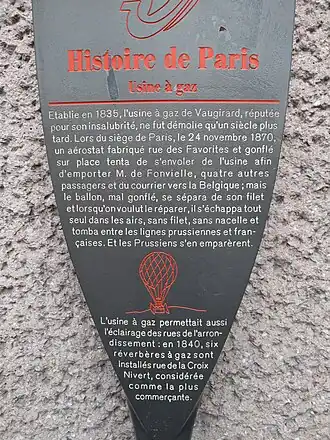 Histoire de Paris
Usine à gaz
Etablie en 1835, l'usine à gaz de Vaugirard, réputée
pour son insalubrité, ne fut démolie qu'un siècle plus
tard. Lors du siège de Paris, le 24 novembre 1870,
un aérostat fabriqué rue des Favorites et gonflé
sur place tenta de s'envoler de l'usine afin
d'emporter M. de Fonvielle, quatre autres
passagers et du courrier vers la Belgique ; mais
le ballon, mal gonflé, se sépara de son filet
et lorsqu'on voulut le réparer, il s'échappa tout
seul dans les airs, sans filet, sans nacelle et
tomba entre les lignes prussiennes et fran-
çaises. Et les Prussiens s'en emparèrent.
L'usine à gaz permettait aussi
l'éclairage des rues de l'arron-
dissement : en 1840, six
réverbères à gaz sont
installés rue de la Croix
Nivert, considérée
comme la plus
commerçante.